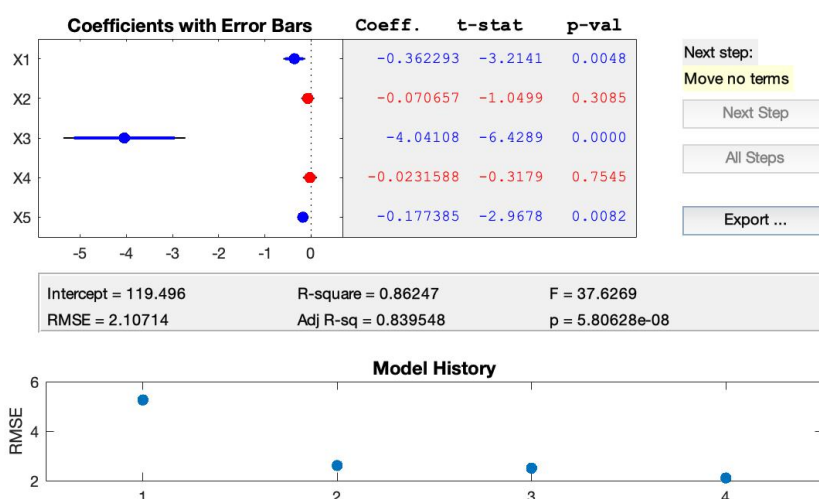 Coefficients with Error Bars Coeff. t-stat p-val
X1 -0.362293 -3.2141 0.0048
X2 -0.070657 -1.0499 0.3085
X3 -4.04108 -6.4289 0.0000
X4 -0.0231588 -0.3179 0.7545
X5 -0.177385 -2.9678 0.0082
-5 -4 -3 -2 -1 0
Next step:
Move no terms
Next Step
All Steps
Export ...
Intercept = 119.496 R-square = 0.86247 F = 37.6269
RMSE = 2.10714 Adj R-sq = 0.839548 p = 5.80628e-08
Model History
RMSE
6
4
2
1 2 3 4